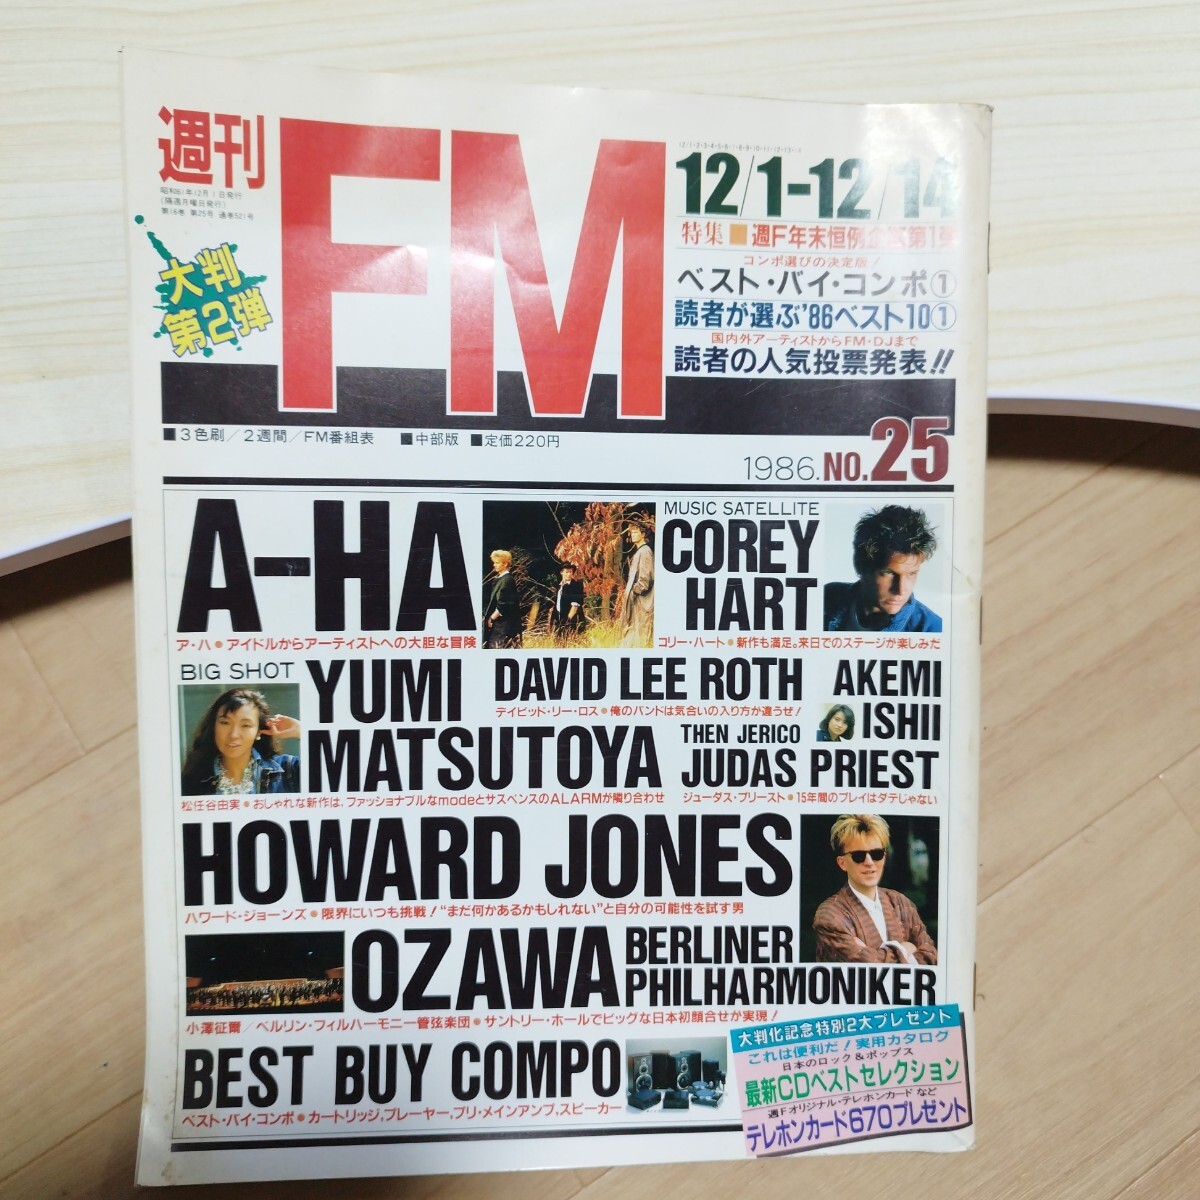 週刊
FM
昭和61年12月1日発行
(隔週月曜日発行)
第16巻 第25号 通巻521号
大判
第2弾
12/1-12/14
特集■週F年末恒例企画第1弾
コンポ選びの決定版!
ベスト・バイ・コンポ①
読者が選ぶ'86ベスト10①
国内外アーティストからFM・DJまで
読者の人気投票発表!!
■3色刷/2週間/FM番組表 ■中部版 ■定価220円
1986. NO.25
A-HA
ア・ハ●アイドルからアーティストへの大胆な冒険
MUSIC SATELLITE
COREY
HART
コリー・ハート●新作も満足。来日でのステージが楽しみだ
BIG SHOT
YUMI
MATSUTOYA
松任谷由実●おしゃれな新作は、ファッショナブルなmodeとサスペンスのALARMが隣り合わせ
DAVID LEE ROTH
デイビッド・リー・ロス●俺のバンドは気合いの入り方が違うぜ!
AKEMI
ISHII
THEN JERICO
JUDAS PRIEST
ジューダス・プリースト●15年間のプレイはダテじゃない
HOWARD JONES
ハワード・ジョーンズ●限界にいつも挑戦!“まだ何かあるかもしれない”と自分の可能性を試す男
OZAWA
BERLINER
PHILHARMONIKER
小澤征爾/ベルリン・フィルハーモニー管弦楽団●サントリー・ホールでビッグな日本初顔合せが実現!
BEST BUY COMPO
ベスト・バイ・コンポ●カートリッジ,プレーヤー,プリ・メインアンプ,スピーカー
大判化記念特別2大プレゼント
これは便利だ!実用カタログ
日本のロック&ポップス
最新CDベストセレクション
週Fオリジナル・テレホンカードなど
テレホンカード670プレゼント